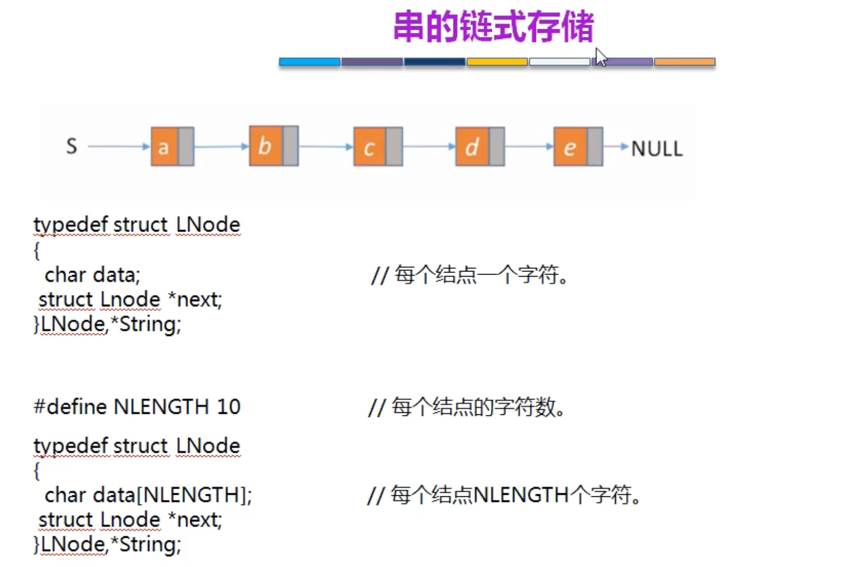 串的链式存储
S a b c d e NULL
typedef struct LNode
{
char data; // 每个结点一个字符。
struct Lnode *next;
}LNode,*String;
#define NLENGTH 10 // 每个结点的字符数。
typedef struct LNode
{
char data[NLENGTH]; // 每个结点NLENGTH个字符。
struct Lnode *next;
}LNode,*String;